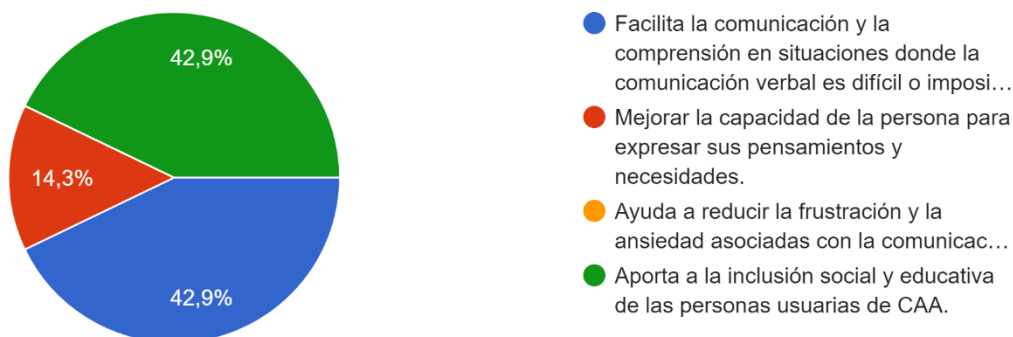 42,9%
14,3%
42,9%
Facilita la comunicación y la
comprensión en situaciones donde la
comunicación verbal es difícil o imposi…
Mejorar la capacidad de la persona para
expresar sus pensamientos y
necesidades.
Ayuda a reducir la frustración y la
ansiedad asociadas con la comunicac…
Aporta a la inclusión social y educativa
de las personas usuarias de CAA.